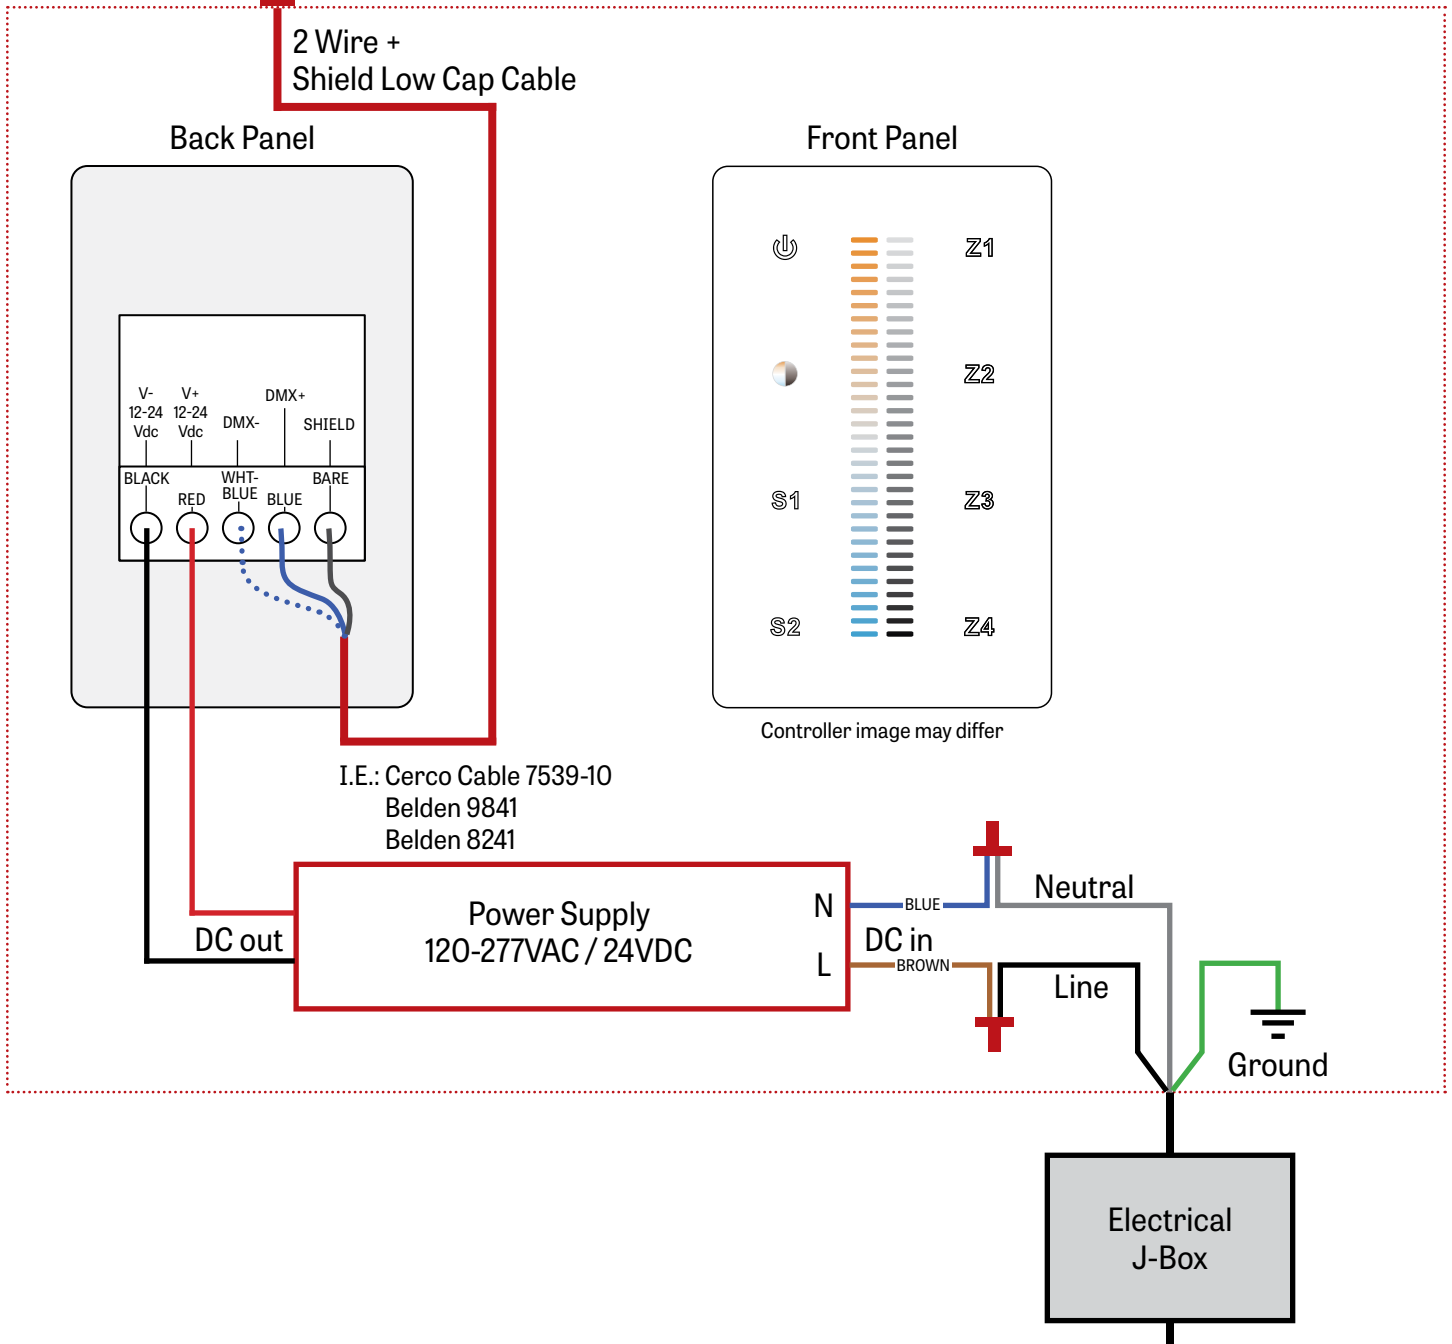 2 Wire +
Shield Low Cap Cable
Back Panel
Front Panel
V-
12-24
Vdc
V+
12-24
Vdc
DMX-
DMX+
SHIELD
BLACK
RED
WHT-
BLUE
BLUE
BARE
Z1
Z2
S1
Z3
S2
Z4
Controller image may differ
I.E.: Cerco Cable 7539-10
Belden 9841
Belden 8241
Power Supply
120-277VAC / 24VDC
DC out
N
L
DC in
BLUE
BROWN
Neutral
Line
Ground
Electrical
J-Box